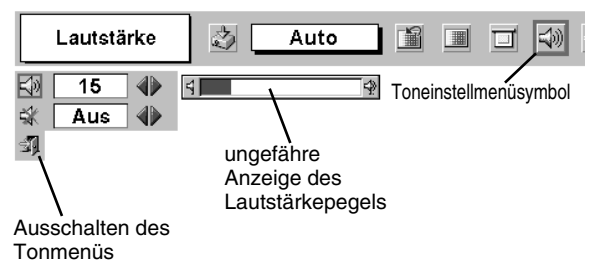 Lautstärke
Auto
15
Toneinstellmenüsymbol
Aus
ungefähre
Anzeige des
Lautstärkepegels
Ausschalten des
Tonmenüs